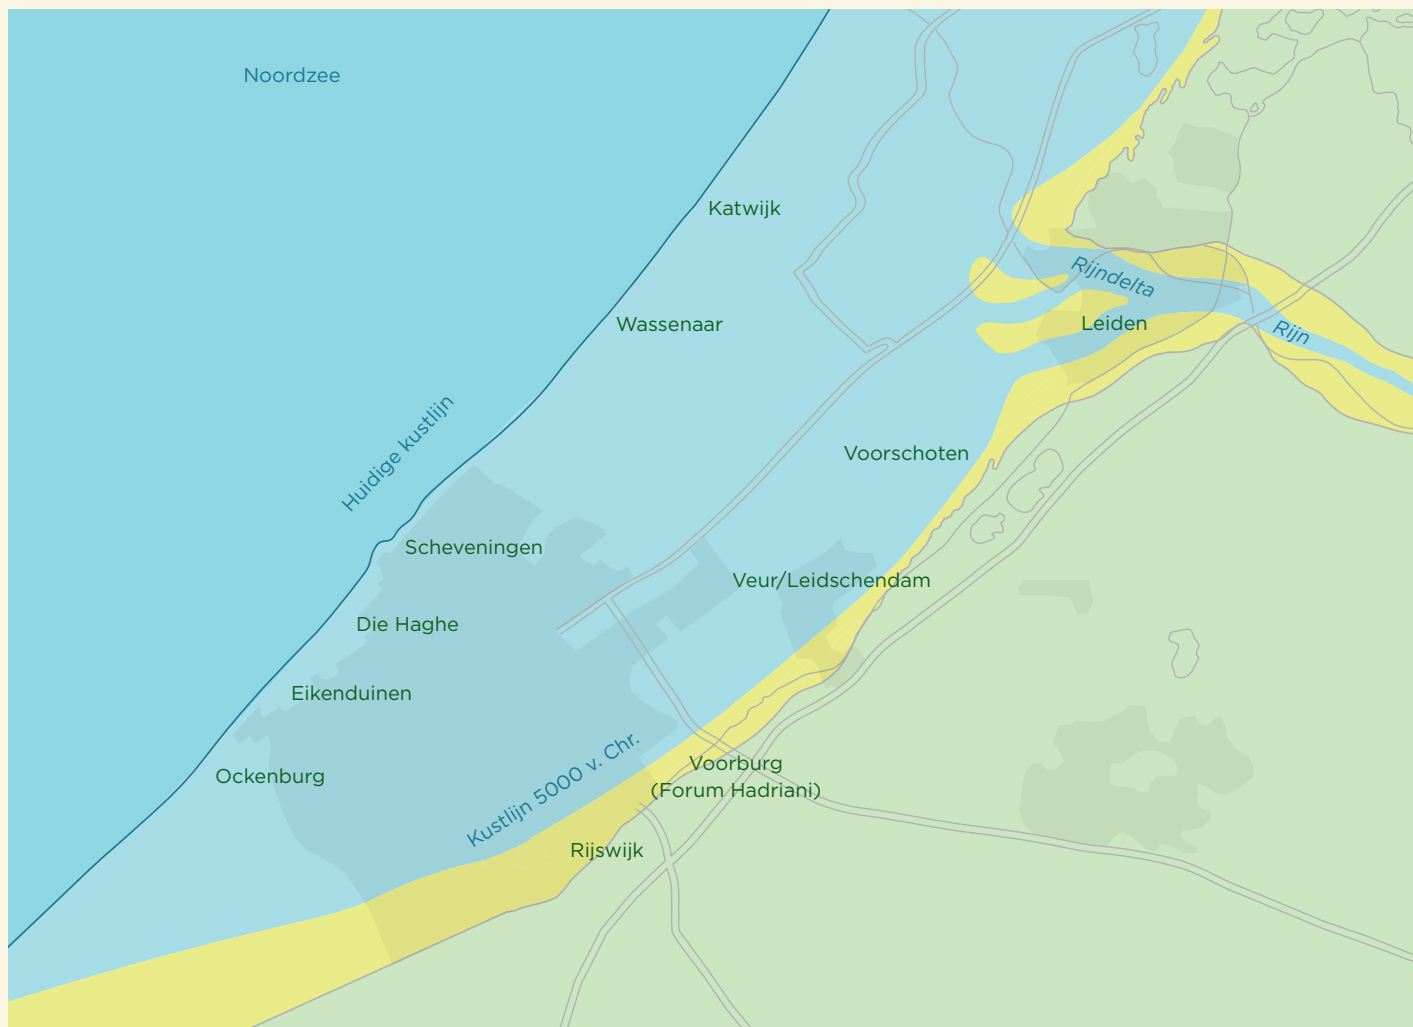 Noordzee
Katwijk
Rijndelta
Wassenaar
Leiden
Rijn
Huidige kustlijn
Voorschoten
Scheveningen
Veur/Leidschendam
Die Haghe
Eikenduinen
Ockenburg
Kustlijn 5000 v. Chr.
Voorburg
(Forum Hadriani)
Rijswijk